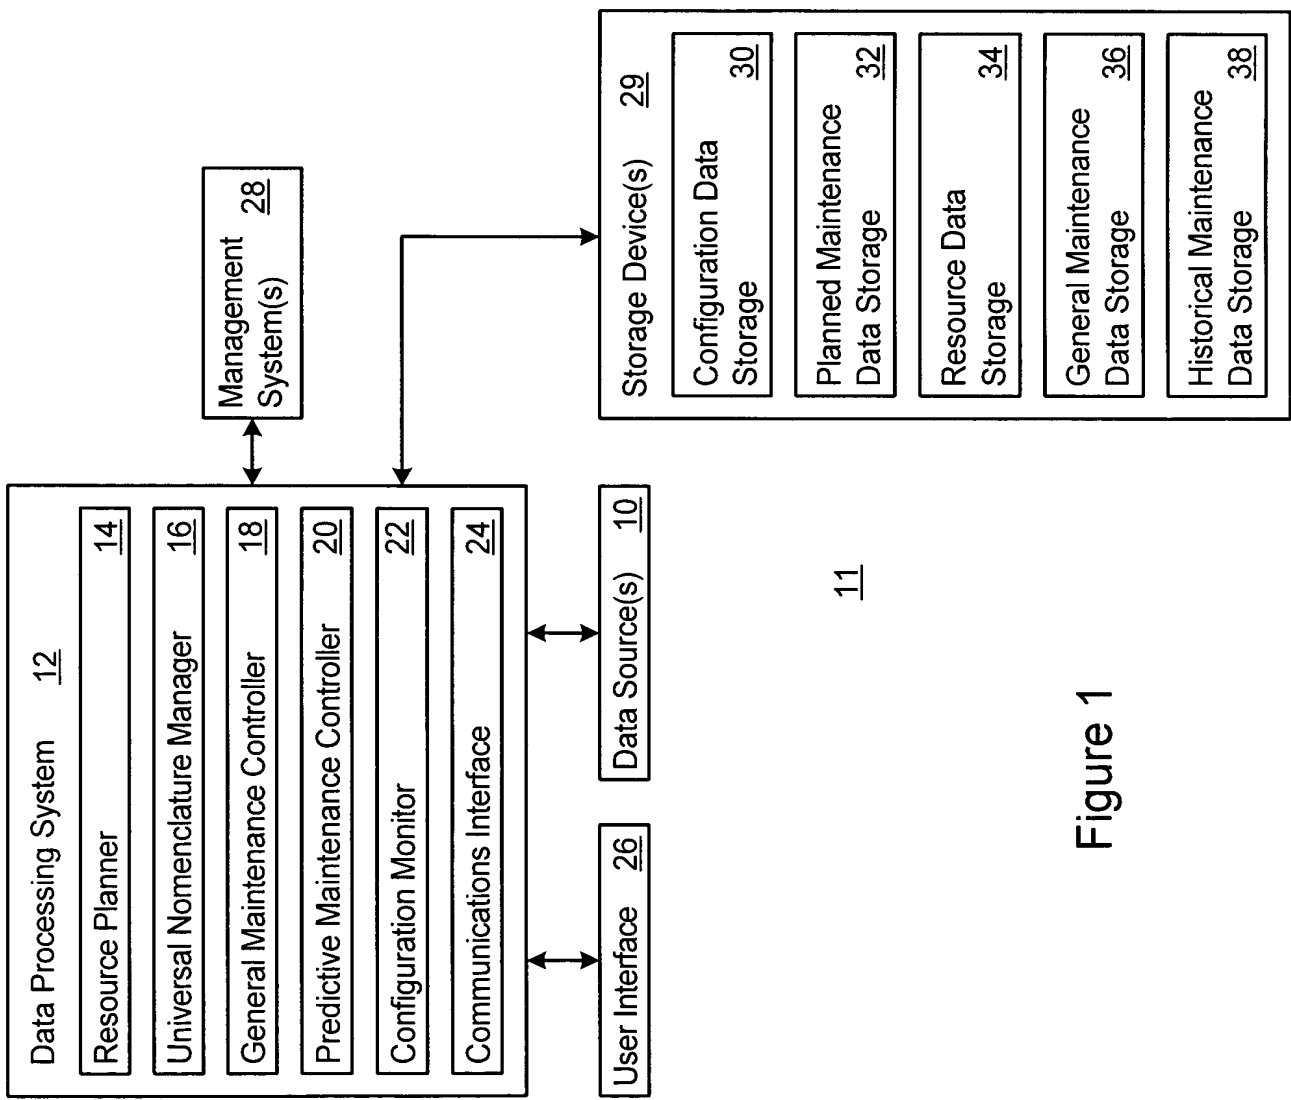 Data Processing System 12
Resource Planner 14
Universal Nomenclature Manager 16
General Maintenance Controller 18
Predictive Maintenance Controller 20
Configuration Monitor 22
Communications Interface 24
Management
System(s) 28
User Interface 26
Data Source(s) 10
Storage Device(s) 29
Configuration Data
Storage 30
Planned Maintenance
Data Storage 32
Resource Data
Storage 34
General Maintenance
Data Storage 36
Historical Maintenance
Data Storage 38
11
Figure 1